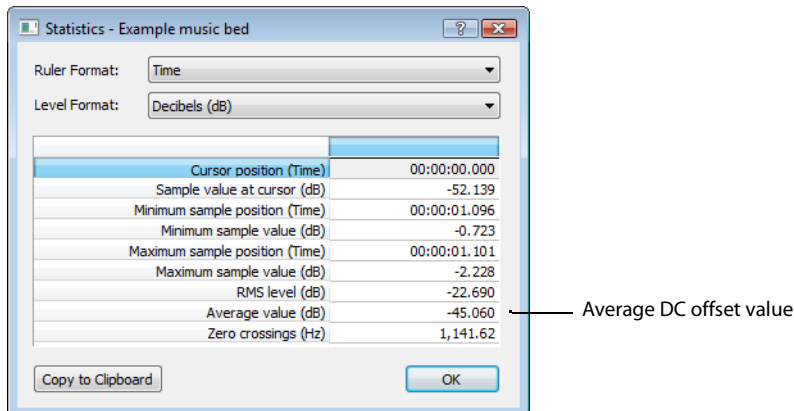 Statistics - Example music bed
Ruler Format: Time
Level Format: Decibels (dB)
Cursor position (Time) 00:00:00.000
Sample value at cursor (dB) -52.139
Minimum sample position (Time) 00:00:01.096
Minimum sample value (dB) -0.723
Maximum sample position (Time) 00:00:01.101
Maximum sample value (dB) -2.228
RMS level (dB) -22.690
Average value (dB) -45.060 Average DC offset value
Zero crossings (Hz) 1,141.62
Copy to Clipboard OK